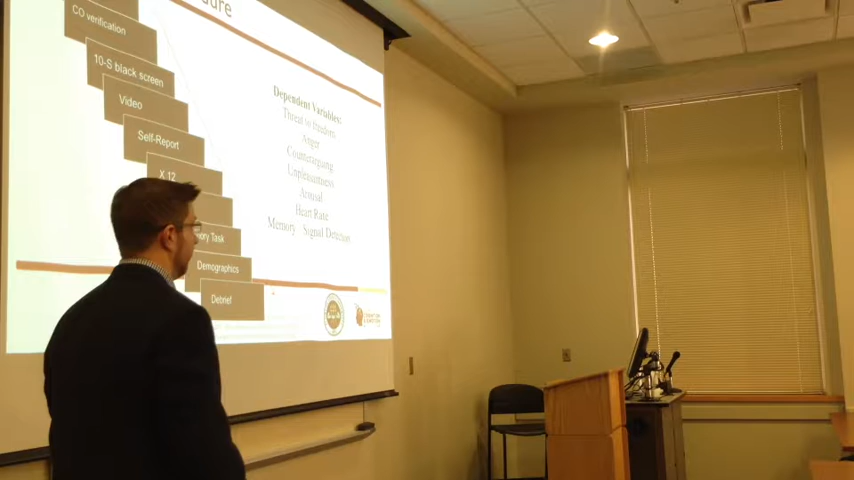 CO verification
10-S black screen
Video
Self-Report
X 12
Task
Demographics
Debrief
Dependent Variables:
Threat to freedom
Anger
Counterarguing
Unpleasantness
Arousal
Heart Rate
Memory Signal Detection